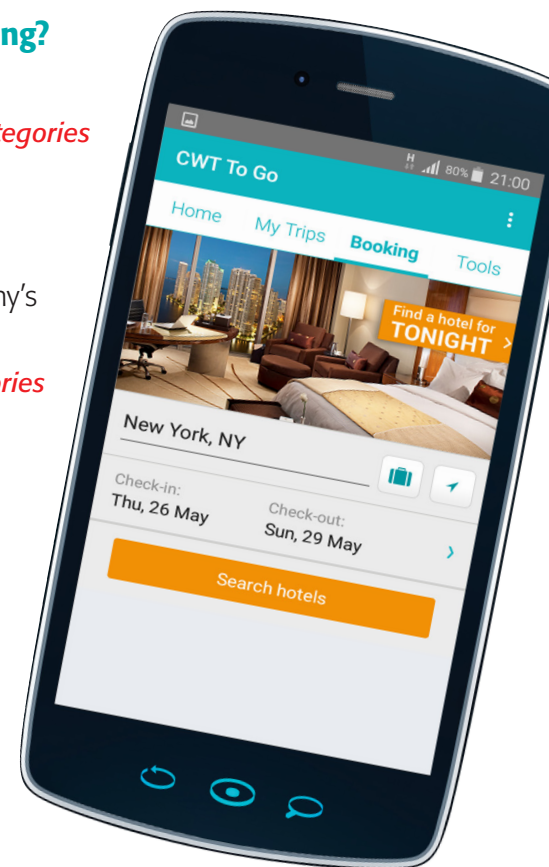 ng?
tegories
ny's
ories
H 80% 21:00
CWT To Go
Home My Trips Booking Tools
Find a hotel for
TONIGHT
New York, NY
Check-in: Check-out:
Thu, 26 May Sun, 29 May
Search hotels